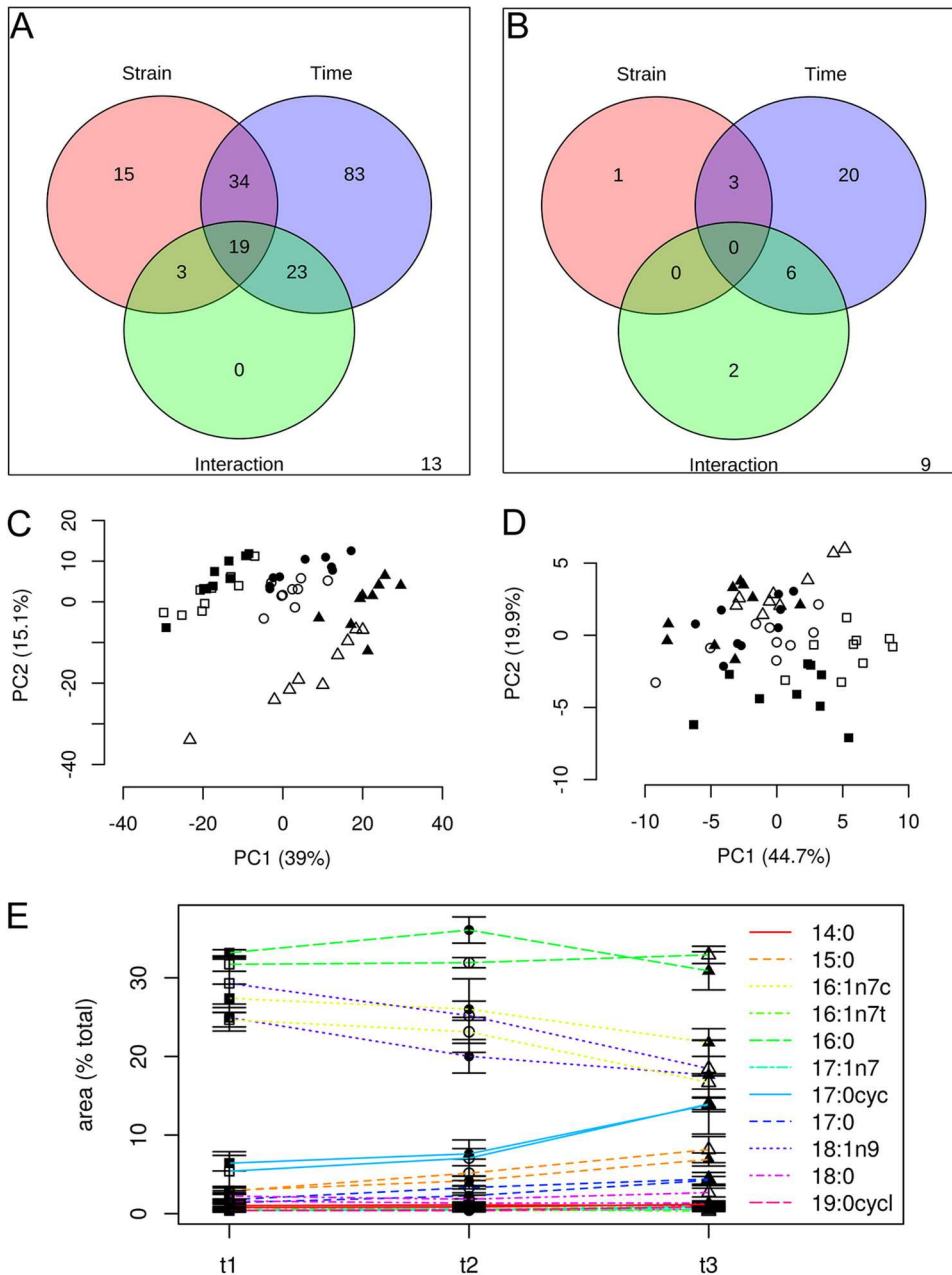 A
Strain Time
15 34 83
19
3 23
0
Interaction 13
B
Strain Time
1 3 20
0
0 6
2
Interaction 9
C
PC2 (15.1%)
20
0
-20
-40
-40 -20 0 20 40
PC1 (39%)
D
PC2 (19.9%)
5
0
-5
-10
-10 -5 0 5 10
PC1 (44.7%)
E
area (% total)
30
20
10
0
t1 t2 t3
14:0
15:0
16:1n7c
16:1n7t
16:0
17:1n7
17:0cyc
17:0
18:1n9
18:0
19:0cycl